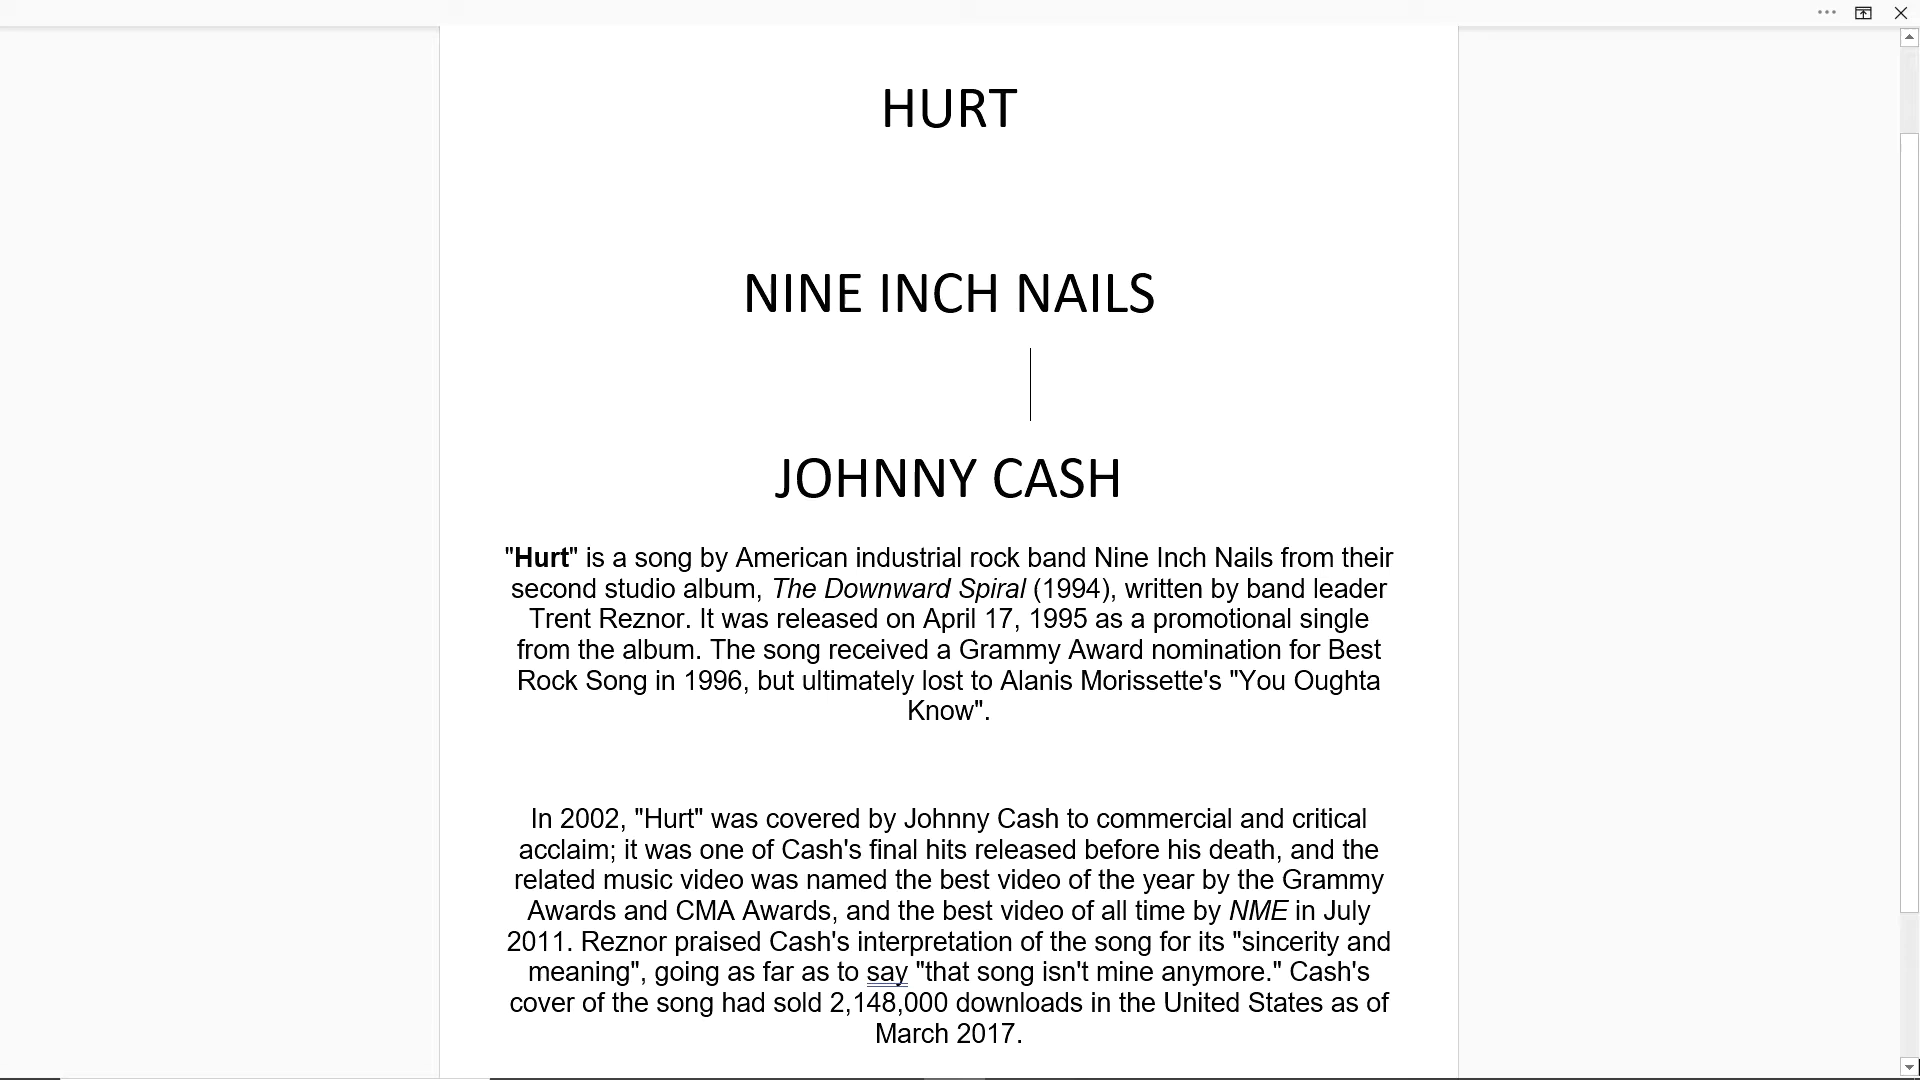 HURT
NINE INCH NAILS
JOHNNY CASH
"Hurt" is a song by American industrial rock band Nine Inch Nails from their
second studio album, The Downward Spiral (1994), written by band leader
Trent Reznor. It was released on April 17, 1995 as a promotional single
from the album. The song received a Grammy Award nomination for Best
Rock Song in 1996, but ultimately lost to Alanis Morissette's "You Oughta
Know".
In 2002, "Hurt" was covered by Johnny Cash to commercial and critical
acclaim; it was one of Cash's final hits released before his death, and the
related music video was named the best video of the year by the Grammy
Awards and CMA Awards, and the best video of all time by NME in July
2011. Reznor praised Cash's interpretation of the song for its "sincerity and
meaning", going as far as to say "that song isn't mine anymore." Cash's
cover of the song had sold 2,148,000 downloads in the United States as of
March 2017.